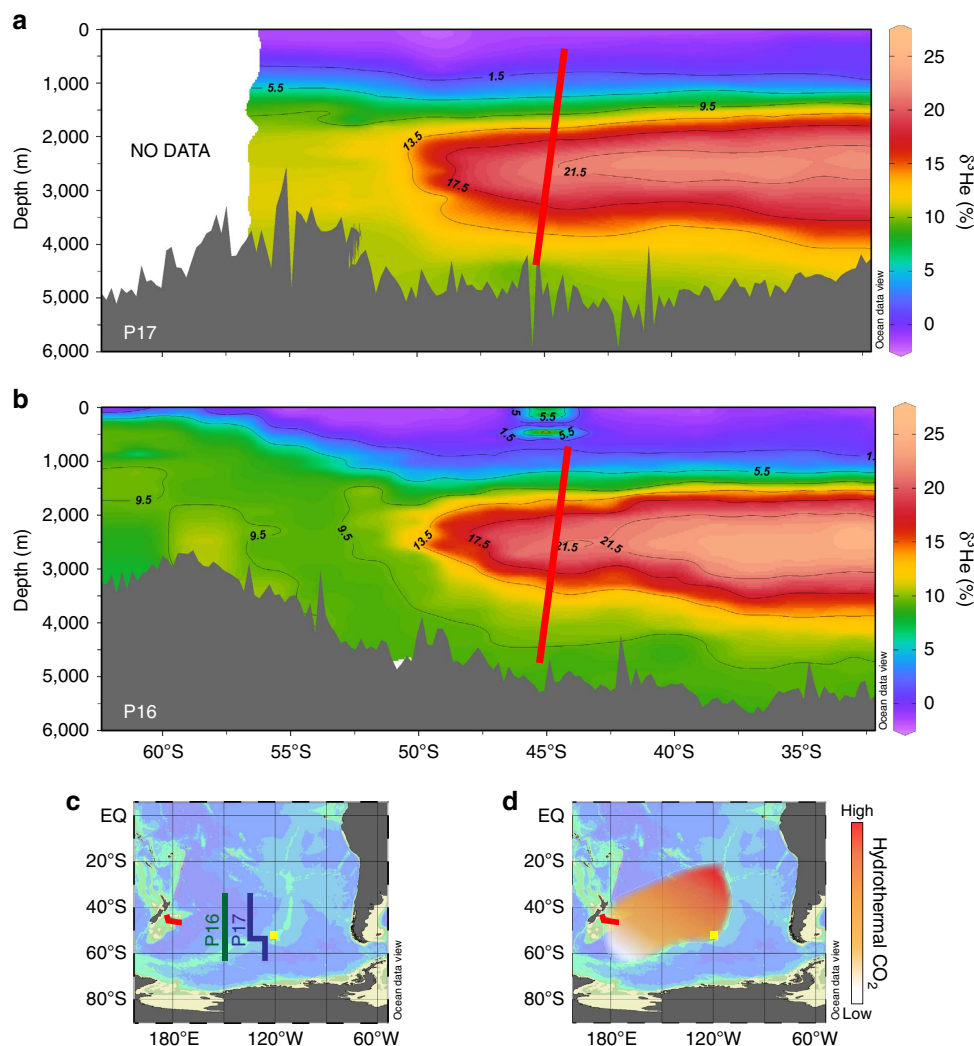 a
0
1,000
2,000
3,000
4,000
5,000
6,000
Depth (m)
NO DATA
P17
1.5
5.5
9.5
13.5
17.5
21.5
25
20
15
10
5
0
δ³He (%)
Ocean data view
b
0
1,000
2,000
3,000
4,000
5,000
6,000
Depth (m)
P16
5
5.5
1.5
5.5
1.
5.5
9.5
9.5
9.5
13.5
17.5
21.5
21.5
25
20
15
10
5
0
δ³He (%)
Ocean data view
60°S 55°S 50°S 45°S 40°S 35°S
c
EQ
20°S
40°S
60°S
80°S
P16
P17
180°E 120°W 60°W
Ocean data view
d
EQ
20°S
40°S
60°S
80°S
180°E 120°W 60°W
Ocean data view
High
Hydrothermal CO₂
Low